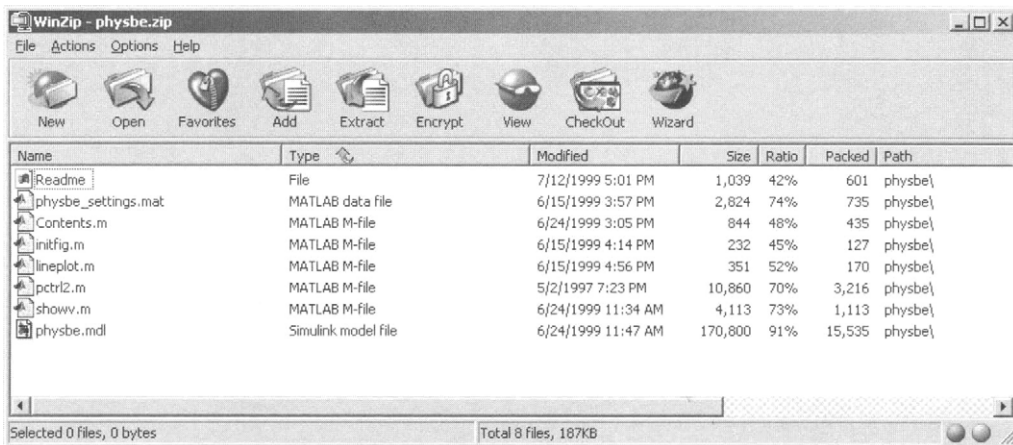 WinZip - physbe.zip
File Actions Options Help
New Open Favorites Add Extract Encrypt View CheckOut Wizard
Name Type Modified Size Ratio Packed Path
Readme File 7/12/1999 5:01 PM 1,039 42% 601 physbe\
physbe_settings.mat MATLAB data file 6/15/1999 3:57 PM 2,824 74% 735 physbe\
Contents.m MATLAB M-file 6/24/1999 3:05 PM 844 48% 435 physbe\
initfig.m MATLAB M-file 6/15/1999 4:14 PM 232 45% 127 physbe\
lineplot.m MATLAB M-file 6/15/1999 4:56 PM 351 52% 170 physbe\
pctrl2.m MATLAB M-file 5/2/1997 7:23 PM 10,860 70% 3,216 physbe\
showv.m MATLAB M-file 6/24/1999 11:34 AM 4,113 73% 1,113 physbe\
physbe.mdl Simulink model file 6/24/1999 11:47 AM 170,800 91% 15,535 physbe\
Selected 0 files, 0 bytes Total 8 files, 187KB